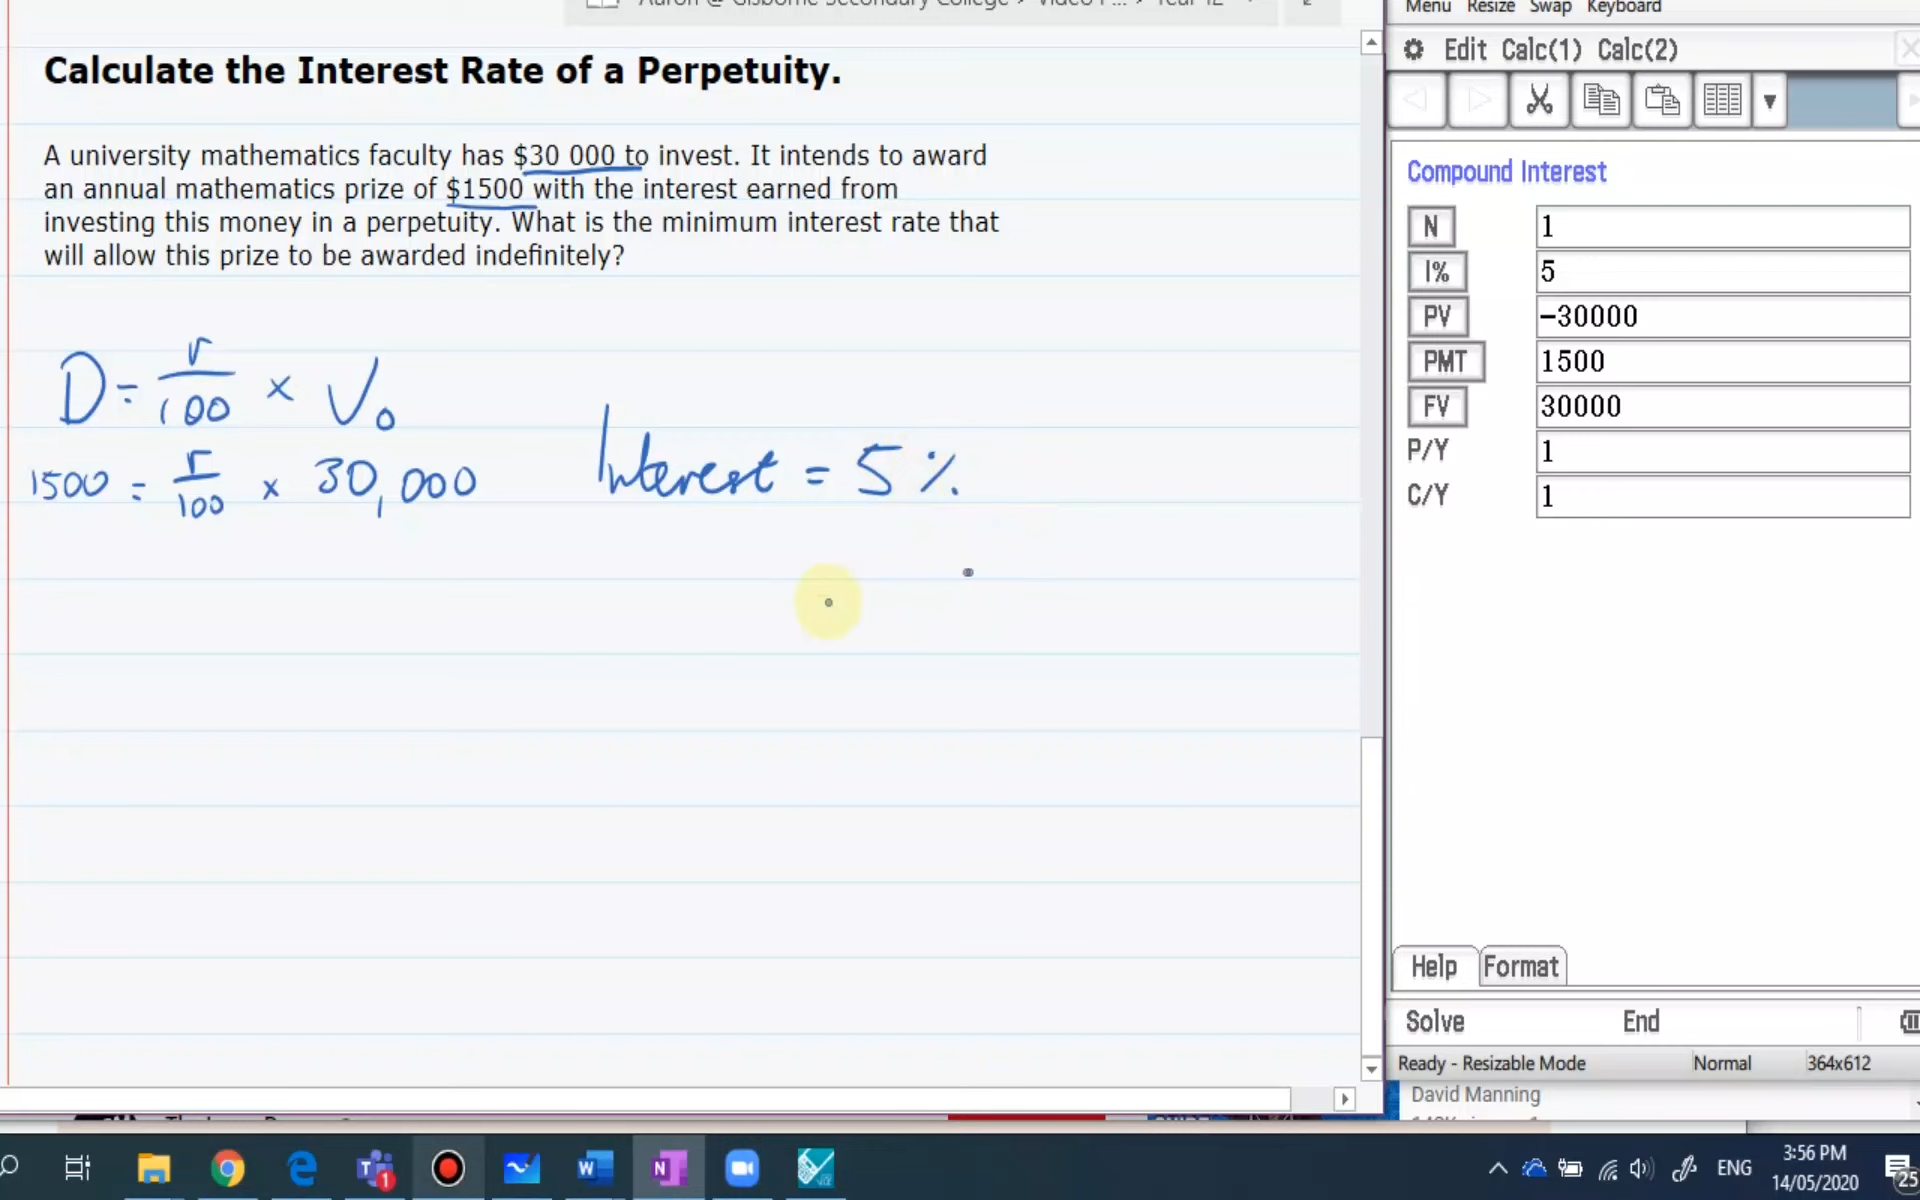 Menu Resize Swap Keyboard
Edit Calc(1) Calc(2)
Calculate the Interest Rate of a Perpetuity.
A university mathematics faculty has $30 000 to invest. It intends to award
an annual mathematics prize of $1500 with the interest earned from
investing this money in a perpetuity. What is the minimum interest rate that
will allow this prize to be awarded indefinitely?
D = r/100 × V₀
1500 = r/100 × 30,000
Interest = 5 %
Compound Interest
N 1
I% 5
PV -30000
PMT 1500
FV 30000
P/Y 1
C/Y 1
Help Format
Solve End
Ready - Resizable Mode Normal 364x612
David Manning
ENG
3:56 PM
14/05/2020
1
25